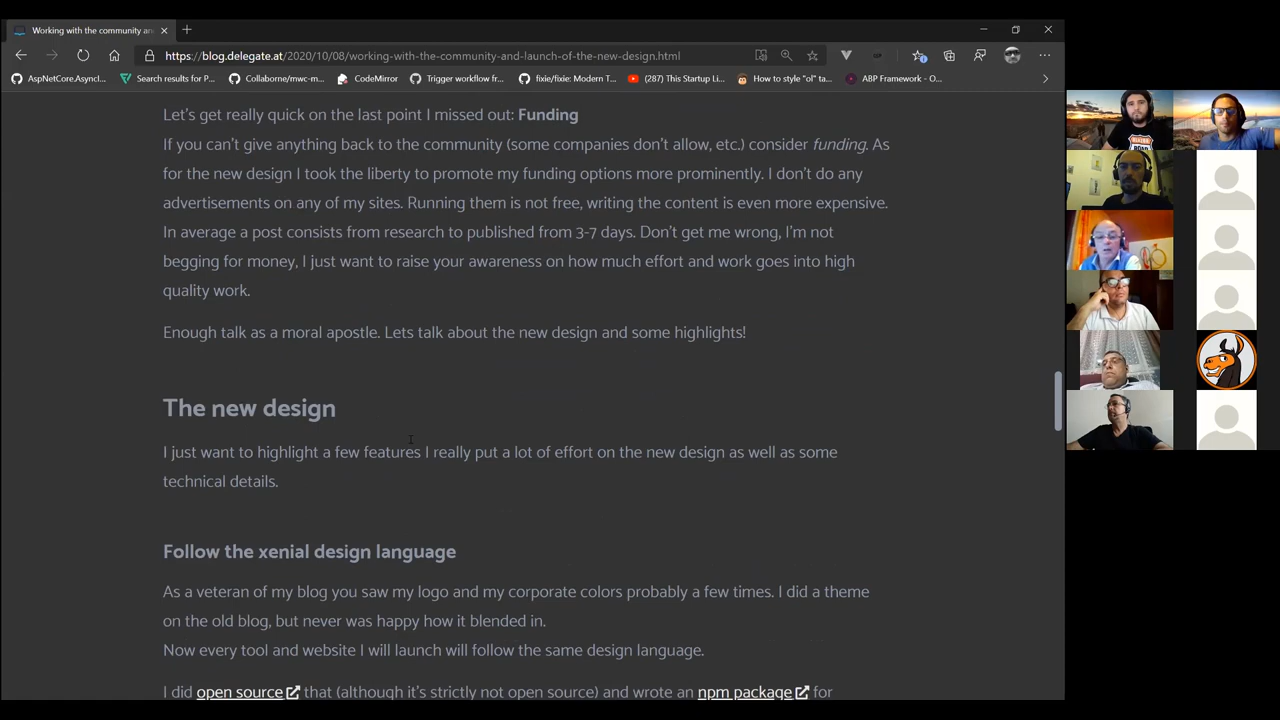 Working with the community an
https://blog.delegate.at/2020/10/08/working-with-the-community-and-launch-of-the-new-design.html
AspNetCore.AsyncI...
Search results for P...
Collaborne/mwc-m...
CodeMirror
Trigger workflow fr...
fixie/fixie: Modern T...
(287) This Startup Li...
How to style "ol" ta...
ABP Framework - O...
Let's get really quick on the last point I missed out: Funding
If you can't give anything back to the community (some companies don't allow, etc.) consider funding. As
for the new design I took the liberty to promote my funding options more prominently. I don't do any
advertisements on any of my sites. Running them is not free, writing the content is even more expensive.
In average a post consists from research to published from 3-7 days. Don't get me wrong, I'm not
begging for money, I just want to raise your awareness on how much effort and work goes into high
quality work.
Enough talk as a moral apostle. Lets talk about the new design and some highlights!
The new design
I just want to highlight a few features I really put a lot of effort on the new design as well as some
technical details.
Follow the xenial design language
As a veteran of my blog you saw my logo and my corporate colors probably a few times. I did a theme
on the old blog, but never was happy how it blended in.
Now every tool and website I will launch will follow the same design language.
I did open source that (although it's strictly not open source) and wrote an npm package for